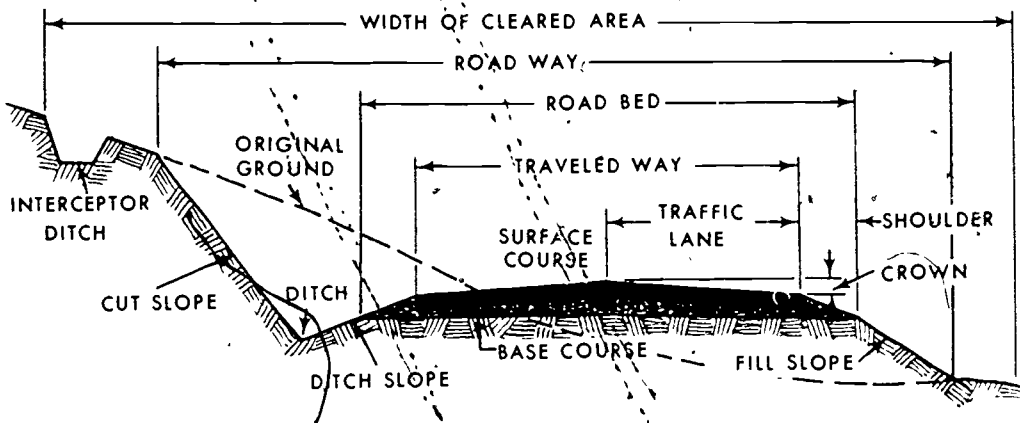 WIDTH OF CLEARED AREA
ROAD WAY
ROAD BED
ORIGINAL
GROUND
TRAVELED WAY
INTERCEPTOR
DITCH
SURFACE
COURSE
TRAFFIC
LANE
SHOULDER
CROWN
CUT SLOPE
DITCH
BASE COURSE
FILL SLOPE
DITCH SLOPE